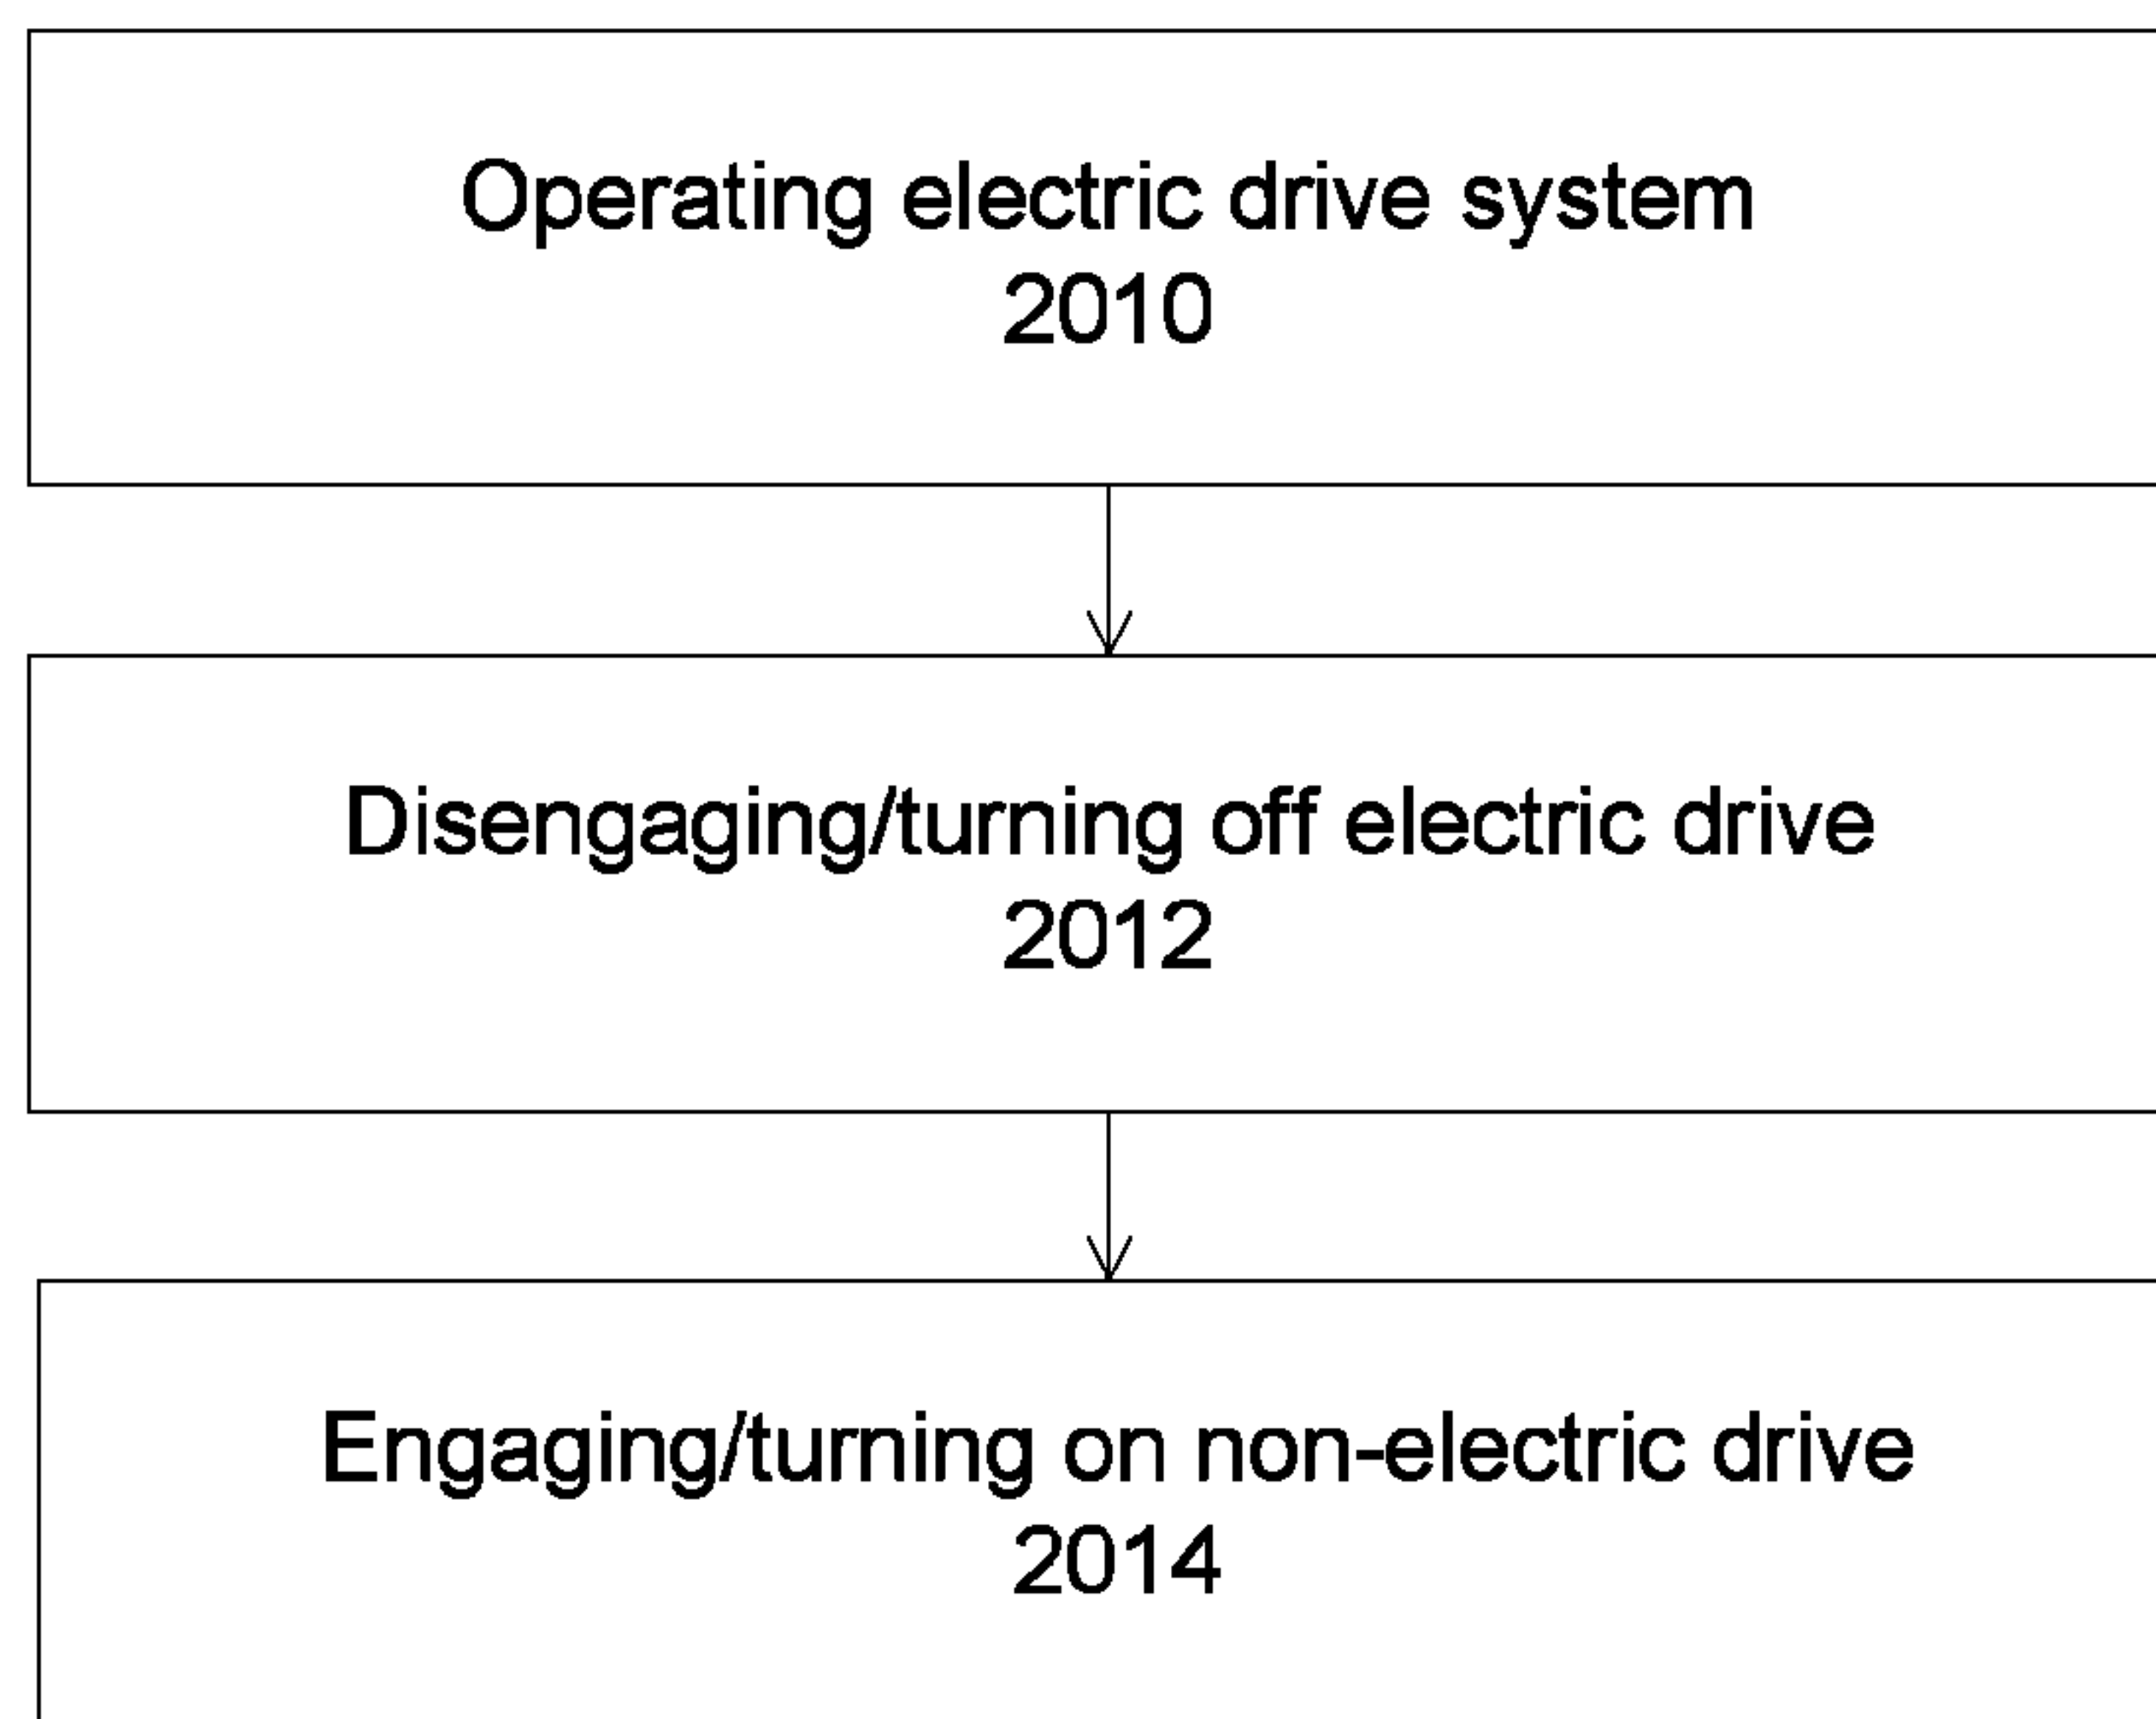 Operating electric drive system
2010
Disengaging/turning off electric drive
2012
Engaging/turning on non-electric drive
2014